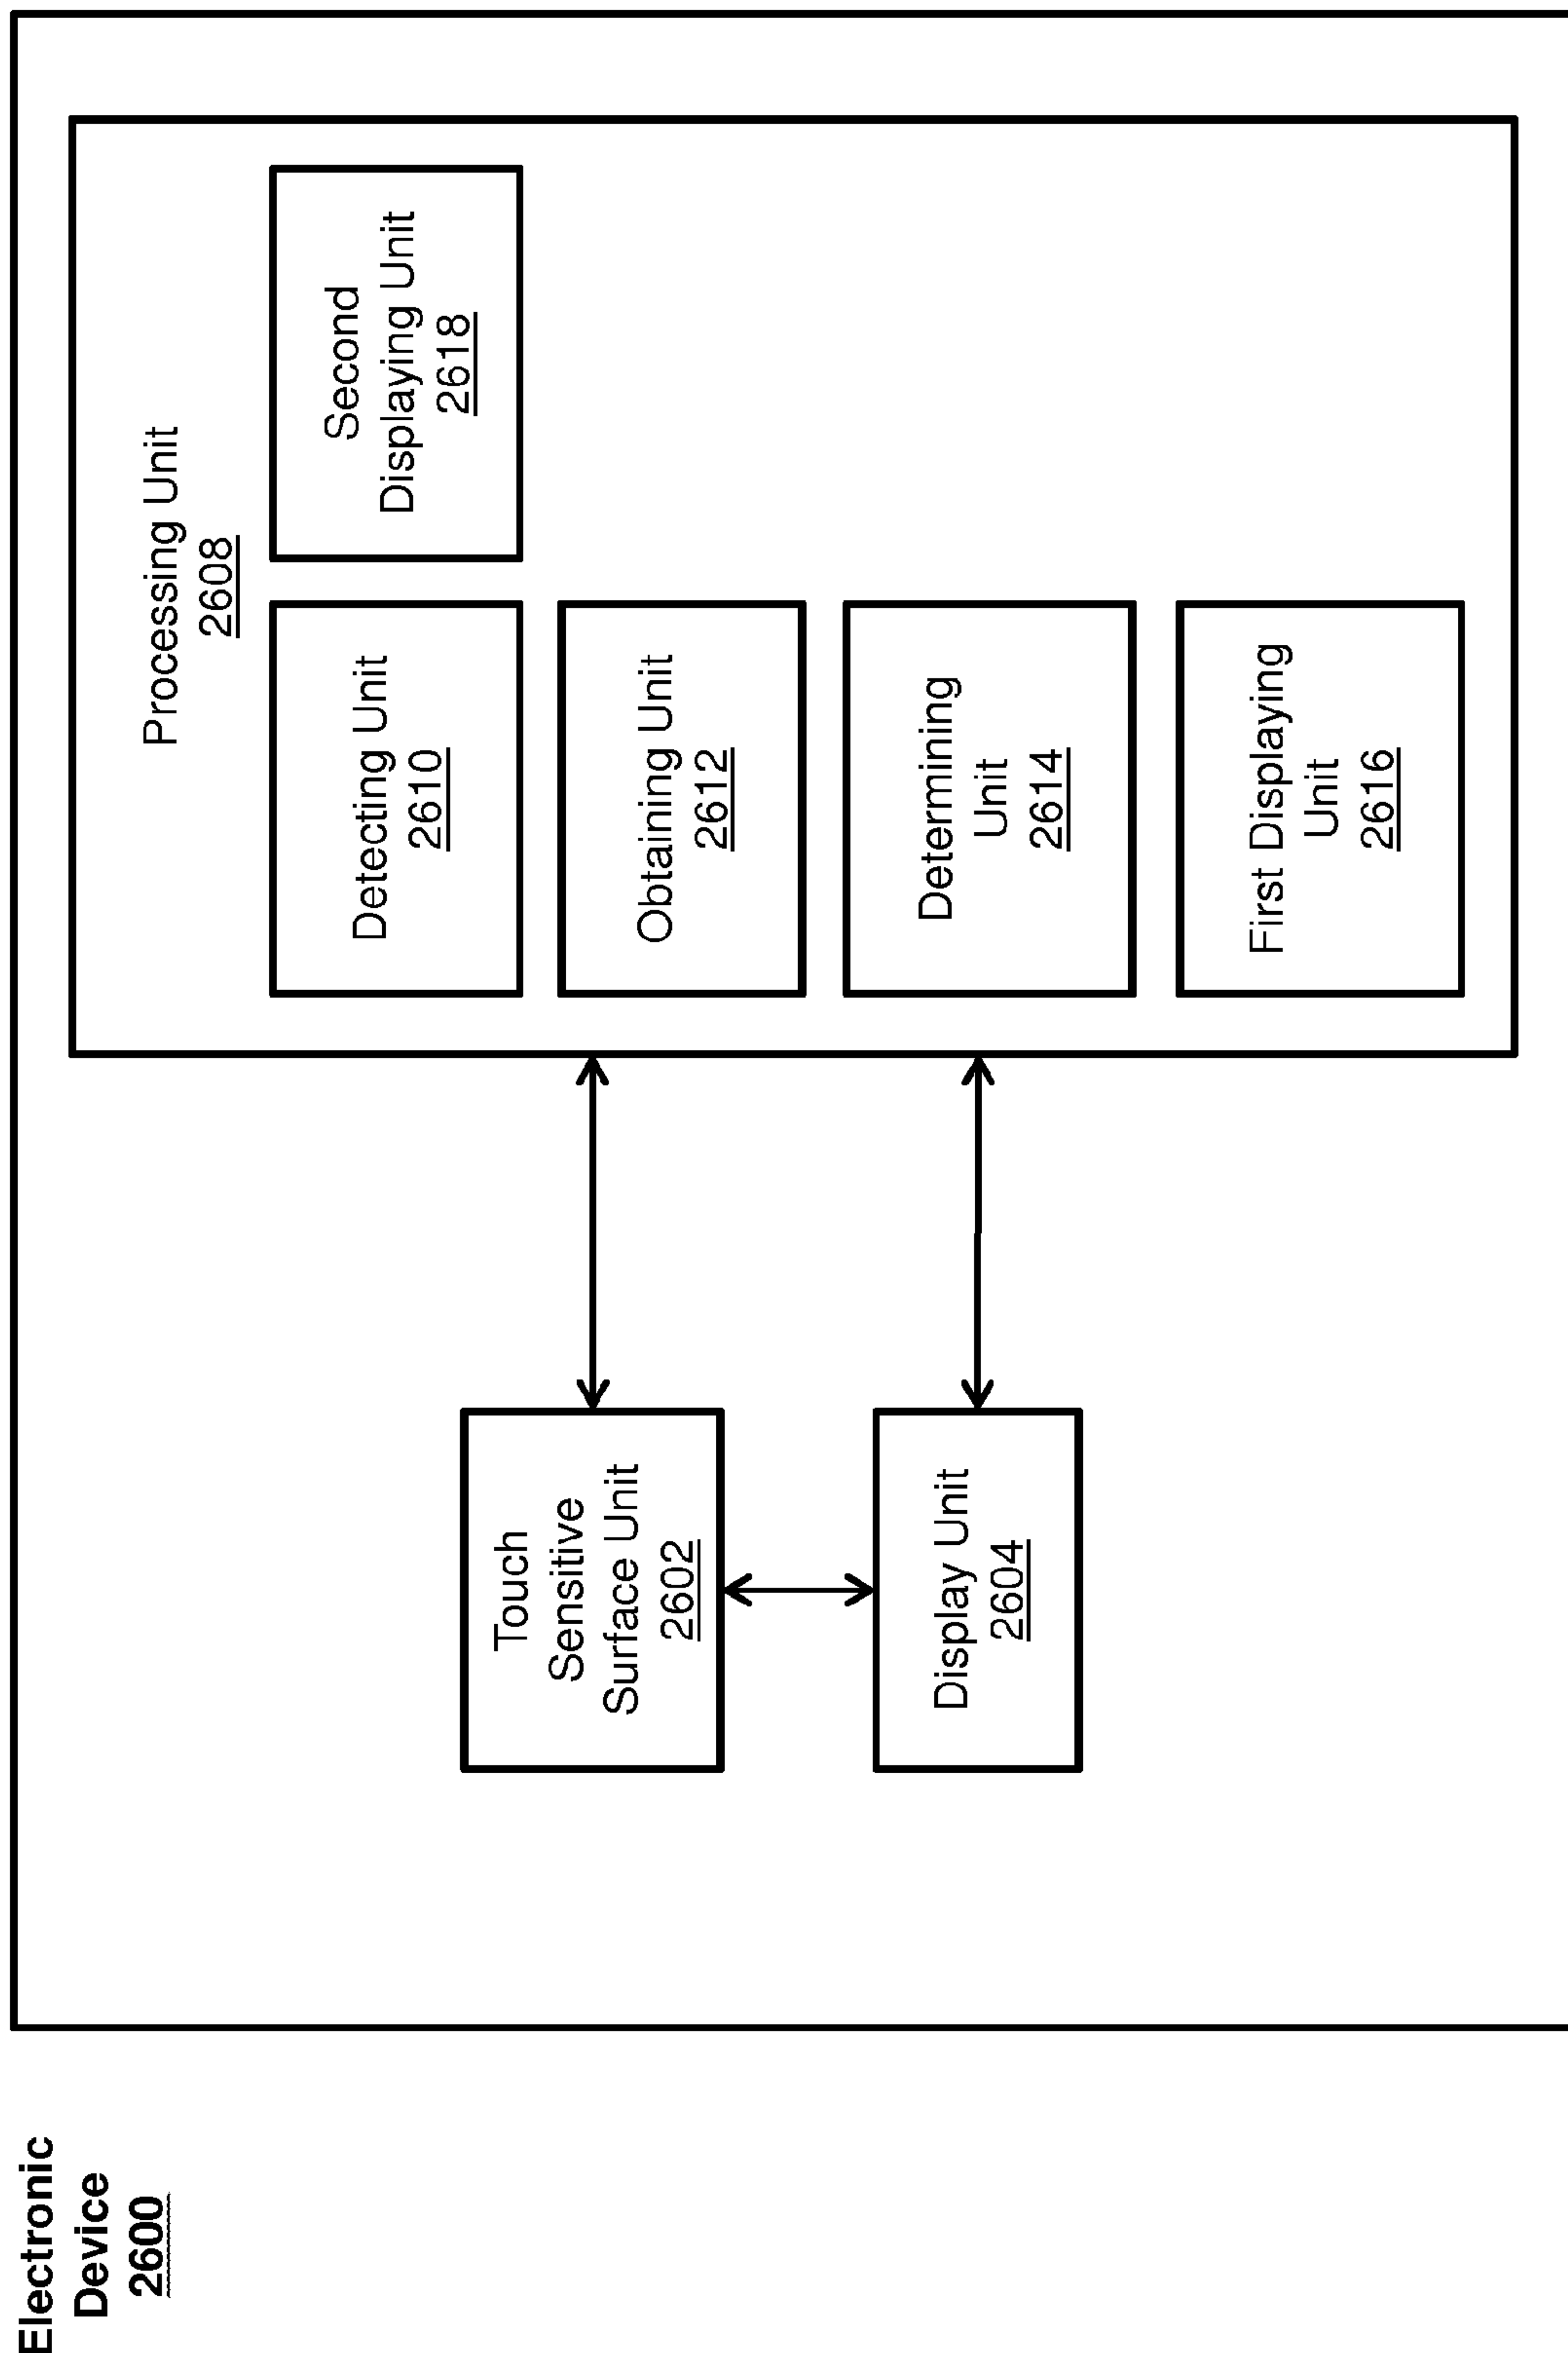 Electronic
Device
2600
Touch
Sensitive
Surface Unit
2602
Display Unit
2604
Processing Unit
2608
Detecting Unit
2610
Second
Displaying Unit
2618
Obtaining Unit
2612
Determining
Unit
2614
First Displaying
Unit
2616